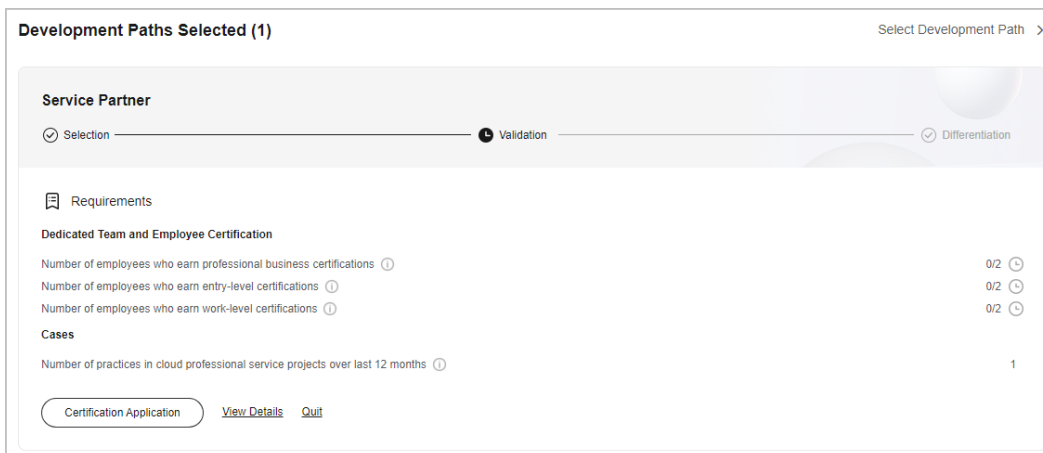 Development Paths Selected (1)
Select Development Path
Service Partner
Selection
Validation
Differentiation
Requirements
Dedicated Team and Employee Certification
Number of employees who earn professional business certifications
0/2
Number of employees who earn entry-level certifications
0/2
Number of employees who earn work-level certifications
0/2
Cases
Number of practices in cloud professional service projects over last 12 months
1
Certification Application
View Details
Quit